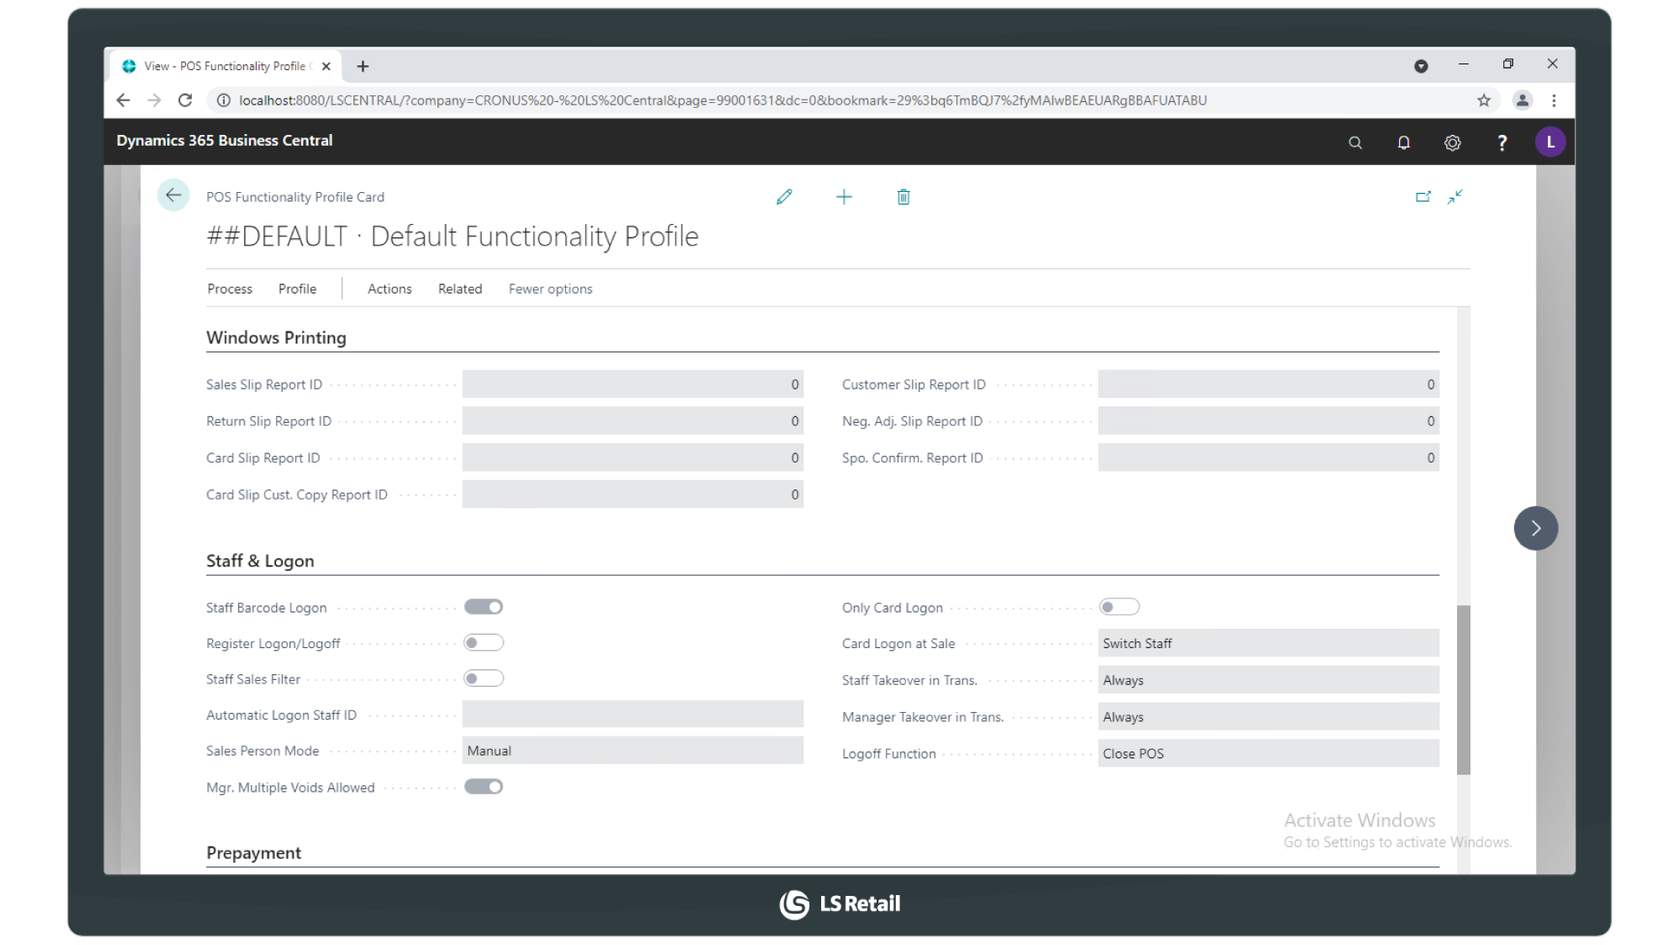 View - POS Functionality Profile
localhost:8080/LSCENTRAL/?company=CRONUS%20-%20LS%20Central&page=99001631&dc=0&bookmark=29%3bq6TmBQJ7%2fyMAIwBEAEUARgBBAFUATABU
Dynamics 365 Business Central
? L
POS Functionality Profile Card
##DEFAULT · Default Functionality Profile
Process Profile Actions Related Fewer options
Windows Printing
Sales Slip Report ID 0 Customer Slip Report ID 0
Return Slip Report ID 0 Neg. Adj. Slip Report ID 0
Card Slip Report ID 0 Spo. Confirm. Report ID 0
Card Slip Cust. Copy Report ID 0
Staff & Logon
Staff Barcode Logon Only Card Logon
Register Logon/Logoff Card Logon at Sale Switch Staff
Staff Sales Filter Staff Takeover in Trans. Always
Automatic Logon Staff ID Manager Takeover in Trans. Always
Sales Person Mode Manual Logoff Function Close POS
Mgr. Multiple Voids Allowed
Activate Windows
Go to Settings to activate Windows.
Prepayment
LS Retail